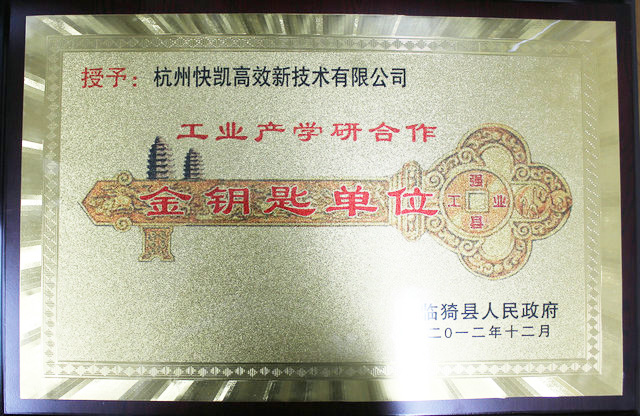 授予：杭州快凯高效新技术有限公司
工业产学研合作
金钥匙单位
强
工业
县
临猗县人民政府
二〇一二年十二月